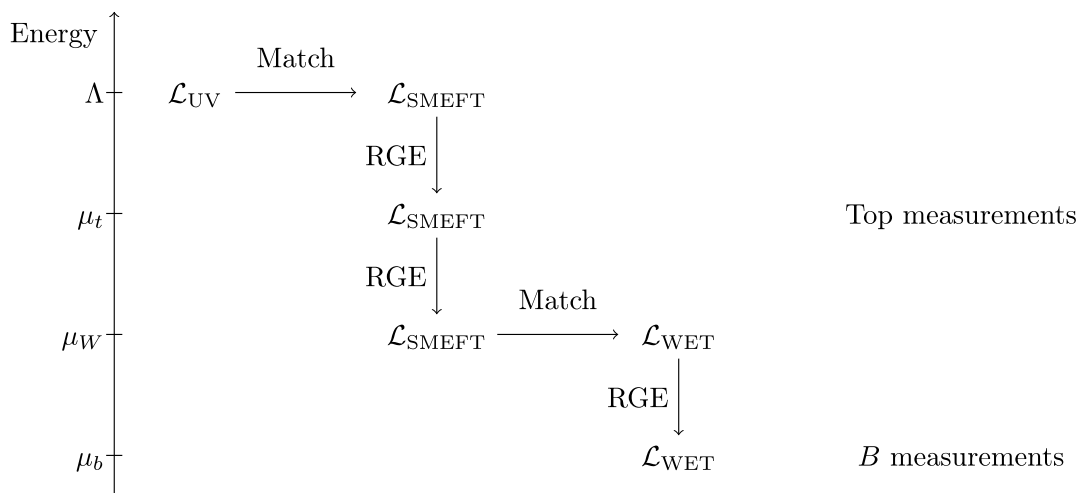 Energy
Match
Λ ℒ_UV ℒ_SMEFT
RGE
μ_t ℒ_SMEFT Top measurements
RGE
Match
μ_W ℒ_SMEFT ℒ_WET
RGE
μ_b ℒ_WET B measurements